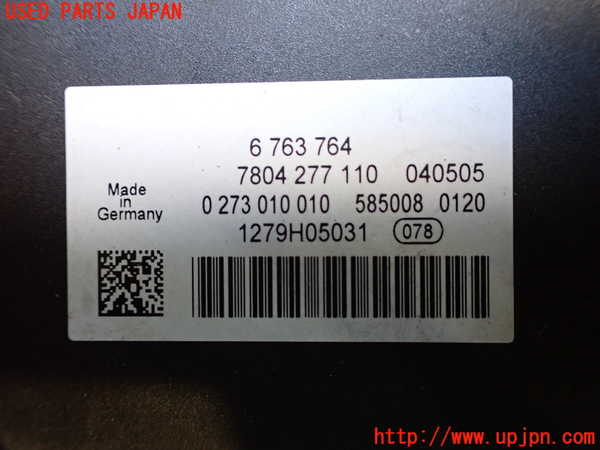 USED PARTS JAPAN
6 763 764
7804 277 110 040505
Made in Germany
0 273 010 010 585008 0120
1279H05031 078
UPJ
http://www.upjpn.com/